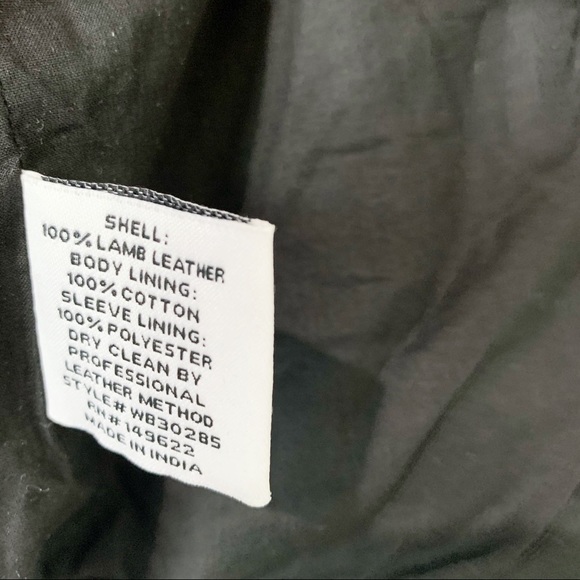 SHELL:
100% LAMB LEATHER
BODY LINING:
100% COTTON
SLEEVE LINING:
100% POLYESTER
DRY CLEAN BY
PROFESSIONAL
LEATHER METHOD
STYLE# WB30285
RN# 149622
MADE IN INDIA